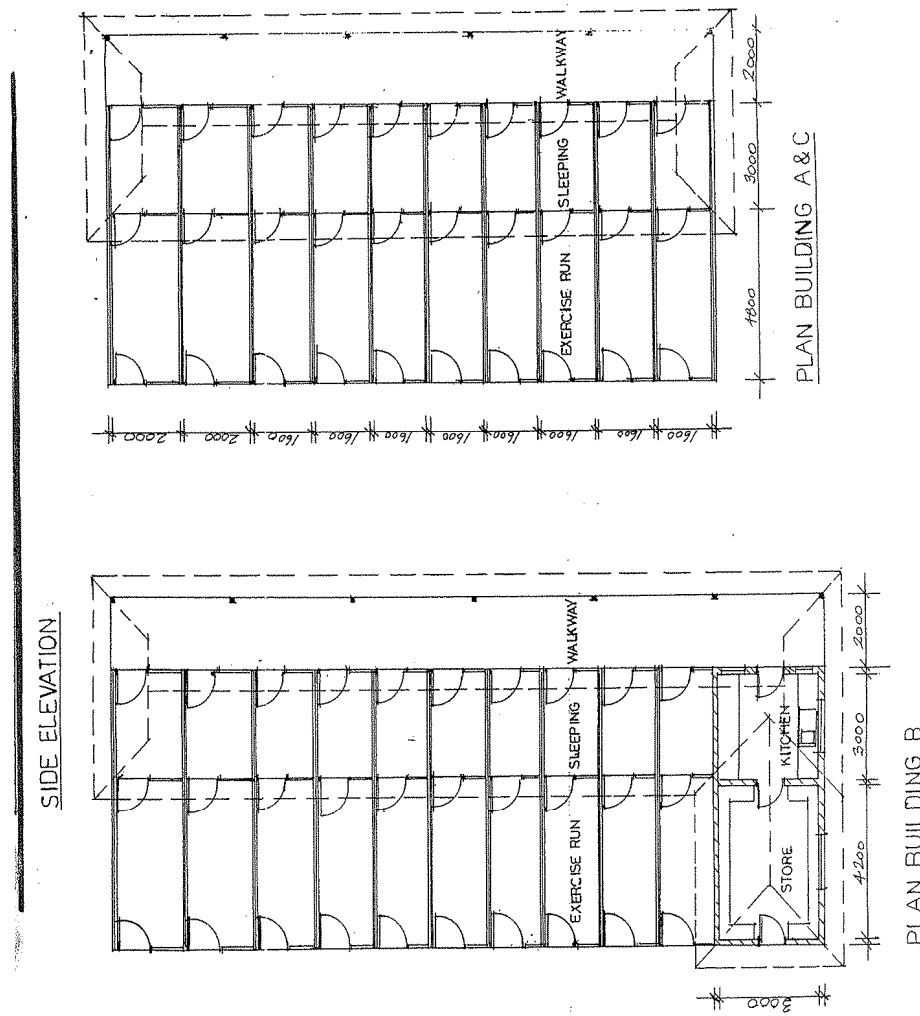 SIDE ELEVATION
WALKWAY
SLEEPING
EXERCISE RUN
2000
3000
4800
2000
2000
1600
1600
1600
1600
1600
1600
1600
1600
PLAN BUILDING A & C
WALKWAY
SLEEPING
EXERCISE RUN
KITCHEN
STORE
2000
3000
4200
3000
PLAN BUILDING B